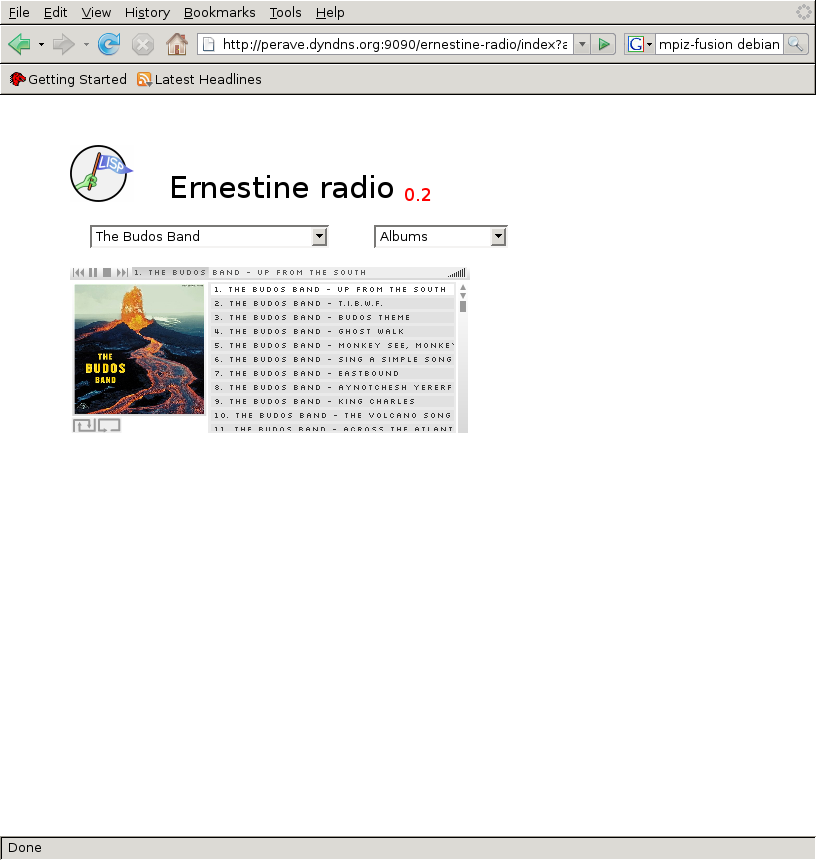 File Edit View History Bookmarks Tools Help
http://perave.dyndns.org:9090/ernestine-radio/index?a
G mpiz-fusion debian
Getting Started Latest Headlines
LISP
Ernestine radio 0.2
The Budos Band Albums
1. THE BUDOS BAND - UP FROM THE SOUTH
THE
BUDOS
BAND
1. THE BUDOS BAND - UP FROM THE SOUTH
2. THE BUDOS BAND - T.I.B.W.F.
3. THE BUDOS BAND - BUDOS THEME
4. THE BUDOS BAND - GHOST WALK
5. THE BUDOS BAND - MONKEY SEE, MONKEY
6. THE BUDOS BAND - SING A SIMPLE SONG
7. THE BUDOS BAND - EASTBOUND
8. THE BUDOS BAND - AYNOTCHESH YERERF
9. THE BUDOS BAND - KING CHARLES
10. THE BUDOS BAND - THE VOLCANO SONG
11. THE BUDOS BAND - ACROSS THE ATLANT
Done